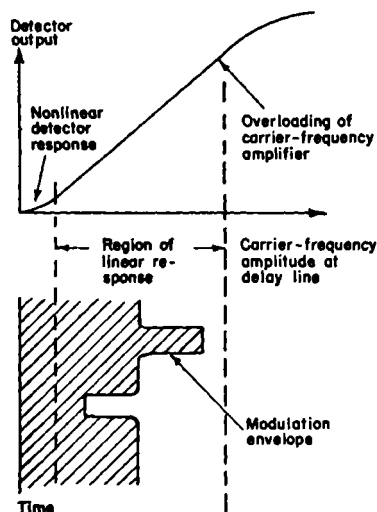 Detector
output
Nonlinear
detector
response
Overloading of
carrier-frequency
amplifier
Region of
linear re-
sponse
Carrier-frequency
amplitude at
delay line
Modulation
envelope
Time